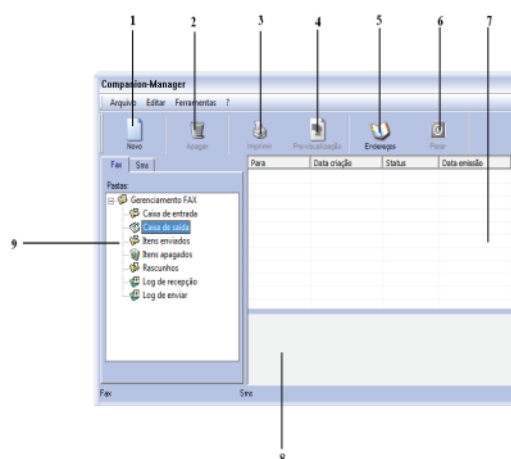 1 2 3 4 5 6 7
Companion-Manager
Arquivo Editar Ferramentas ?
Novo Apagar Imprimir Pre-visualização Endereços Parar
Fax Sms
Para Data criação Status Data emissão
Pastas:
Gerenciamento FAX
Caixa de entrada
Caixa de saída
9
Itens enviados
Itens apagados
Rascunhos
Log de recepção
Log de enviar
Fax Sms
8